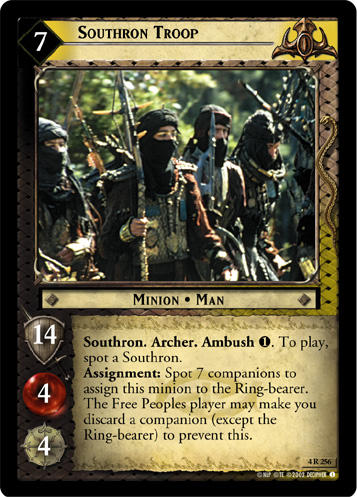 7
Southron Troop
Minion • Man
14
4
4
Southron. Archer. Ambush ❶. To play,
spot a Southron.
Assignment: Spot 7 companions to
assign this minion to the Ring-bearer.
The Free Peoples player may make you
discard a companion (except the
Ring-bearer) to prevent this.
4 R 256